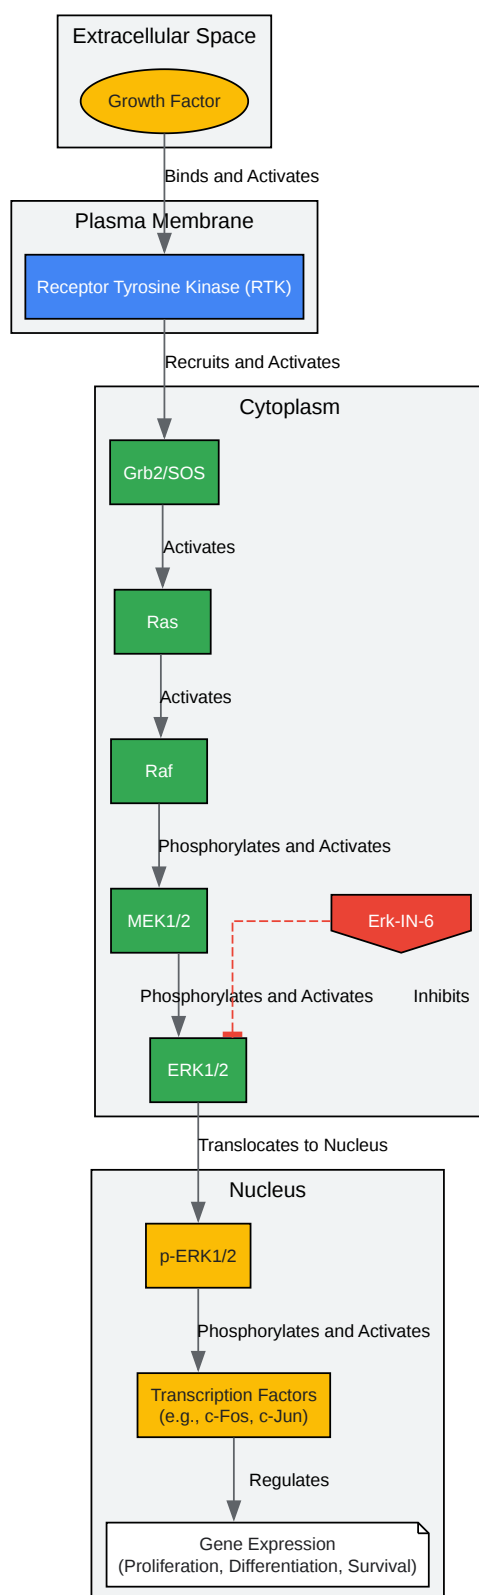 Extracellular Space
Growth Factor
Binds and Activates
Plasma Membrane
Receptor Tyrosine Kinase (RTK)
Recruits and Activates
Cytoplasm
Grb2/SOS
Activates
Ras
Activates
Raf
Phosphorylates and Activates
MEK1/2
Erk-IN-6
Phosphorylates and Activates
Inhibits
ERK1/2
Translocates to Nucleus
Nucleus
p-ERK1/2
Phosphorylates and Activates
Transcription Factors
(e.g., c-Fos, c-Jun)
Regulates
Gene Expression
(Proliferation, Differentiation, Survival)